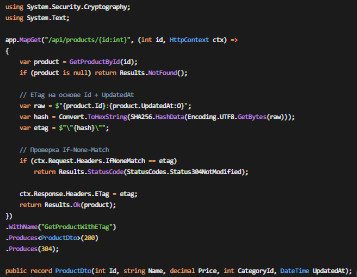 using System.Security.Cryptography;
using System.Text;
app.MapGet("/api/products/{id:int}", (int id, HttpContext ctx) =>
{
var product = GetProductById(id);
if (product is null) return Results.NotFound();
// ETag на основе Id + UpdatedAt
var raw = $"{product.Id}:{product.UpdatedAt:O}";
var hash = Convert.ToHexString(SHA256.HashData(Encoding.UTF8.GetBytes(raw)));
var etag = $"\"{hash}\"";
// Проверка If-None-Match
if (ctx.Request.Headers.IfNoneMatch == etag)
return Results.StatusCode(StatusCodes.Status304NotModified);
ctx.Response.Headers.ETag = etag;
return Results.Ok(product);
})
.WithName("GetProductWithETag")
.Produces<ProductDto>(200)
.Produces(304);
public record ProductDto(int Id, string Name, decimal Price, int CategoryId, DateTime UpdatedAt);